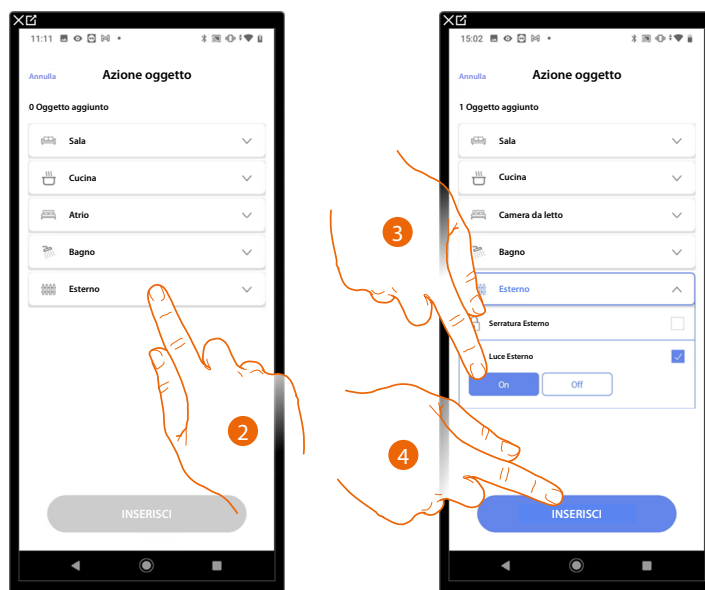 11:11
Annulla Azione oggetto
0 Oggetto aggiunto
Sala
Cucina
Atrio
Bagno
Esterno
2
INSERISCI
15:02
Annulla Azione oggetto
1 Oggetto aggiunto
Sala
Cucina
Camera da letto
3
Bagno
Esterno
Serratura Esterno
Luce Esterno
On Off
4
INSERISCI